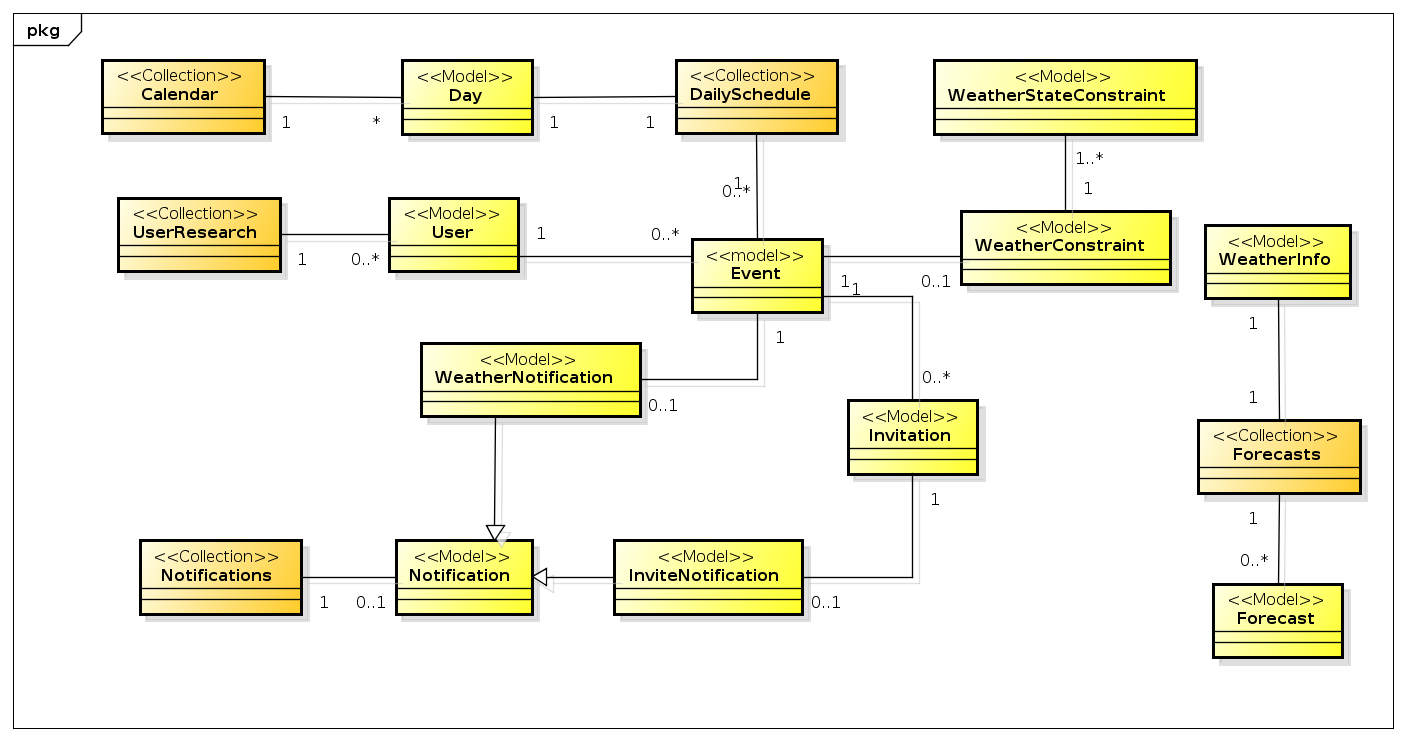 pkg
<<Collection>>
Calendar
1
*
<<Model>>
Day
1
1
<<Collection>>
DailySchedule
1
0..*
<<Model>>
WeatherStateConstraint
1..*
1
<<Collection>>
UserResearch
1
0..*
<<Model>>
User
1
0..*
<<model>>
Event
1
0..1
<<Model>>
WeatherConstraint
<<Model>>
WeatherInfo
1
1
1
0..1
<<Model>>
WeatherNotification
1
0..*
<<Model>>
Invitation
1
<<Collection>>
Forecasts
1
0..*
<<Model>>
Forecast
<<Collection>>
Notifications
1
0..1
<<Model>>
Notification
<<Model>>
InviteNotification
0..1